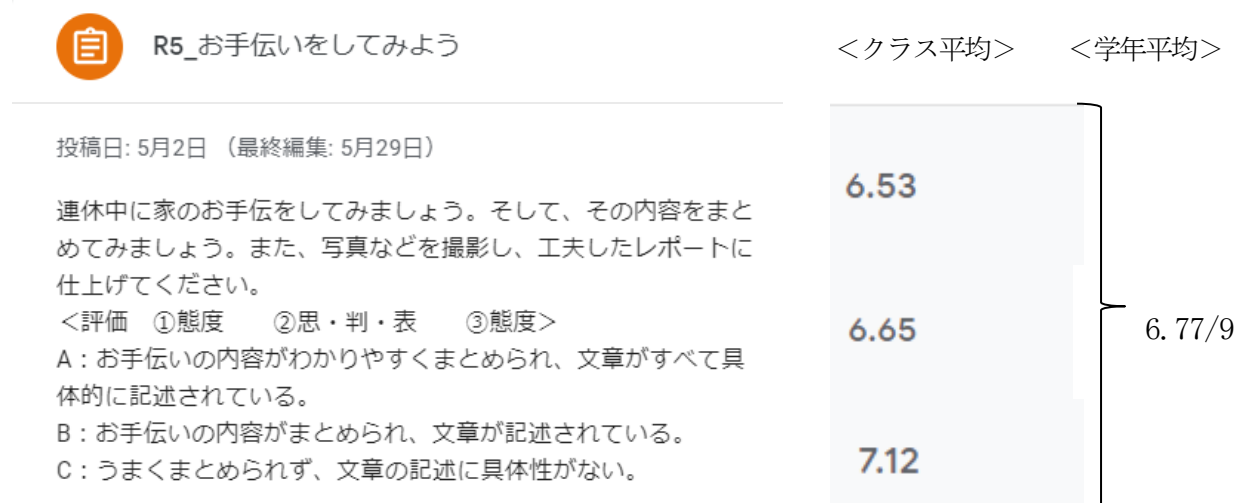 R5_お手伝いをしてみよう
＜クラス平均＞　＜学年平均＞
投稿日: 5月2日 （最終編集: 5月29日）
連休中に家のお手伝をしてみましょう。そして、その内容をまと
めてみましょう。また、写真などを撮影し、工夫したレポートに
仕上げてください。
＜評価　①態度　　②思・判・表　　③態度＞
A：お手伝いの内容がわかりやすくまとめられ、文章がすべて具
体的に記述されている。
B：お手伝いの内容がまとめられ、文章が記述されている。
C：うまくまとめられず、文章の記述に具体性がない。
6.53
6.65
7.12
6.77/9